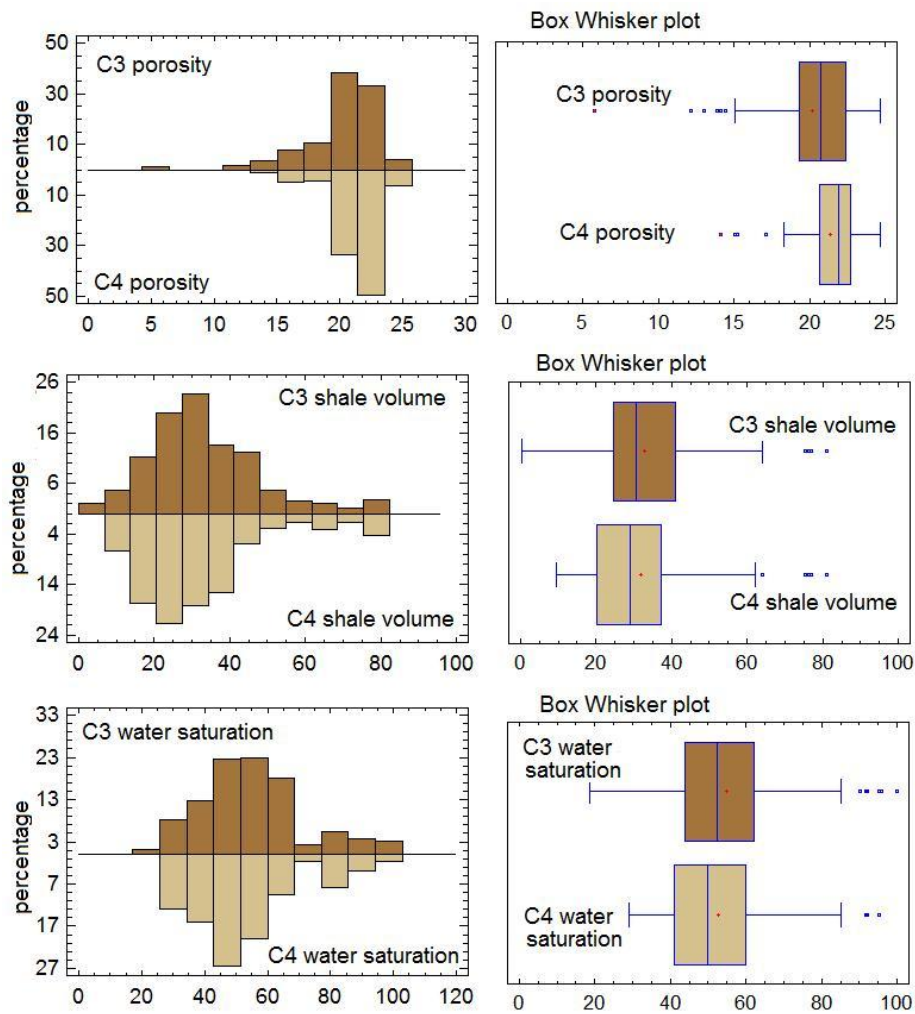 Box Whisker plot
50
30
10
10
30
50
percentage
C3 porosity
C4 porosity
0 5 10 15 20 25 30
C3 porosity
C4 porosity
0 5 10 15 20 25
26
16
6
4
14
24
percentage
C3 shale volume
C4 shale volume
0 20 40 60 80 100
Box Whisker plot
C3 shale volume
C4 shale volume
0 20 40 60 80 100
33
23
13
3
7
17
27
percentage
C3 water saturation
C4 water saturation
0 20 40 60 80 100 120
Box Whisker plot
C3 water
saturation
C4 water
saturation
0 20 40 60 80 100